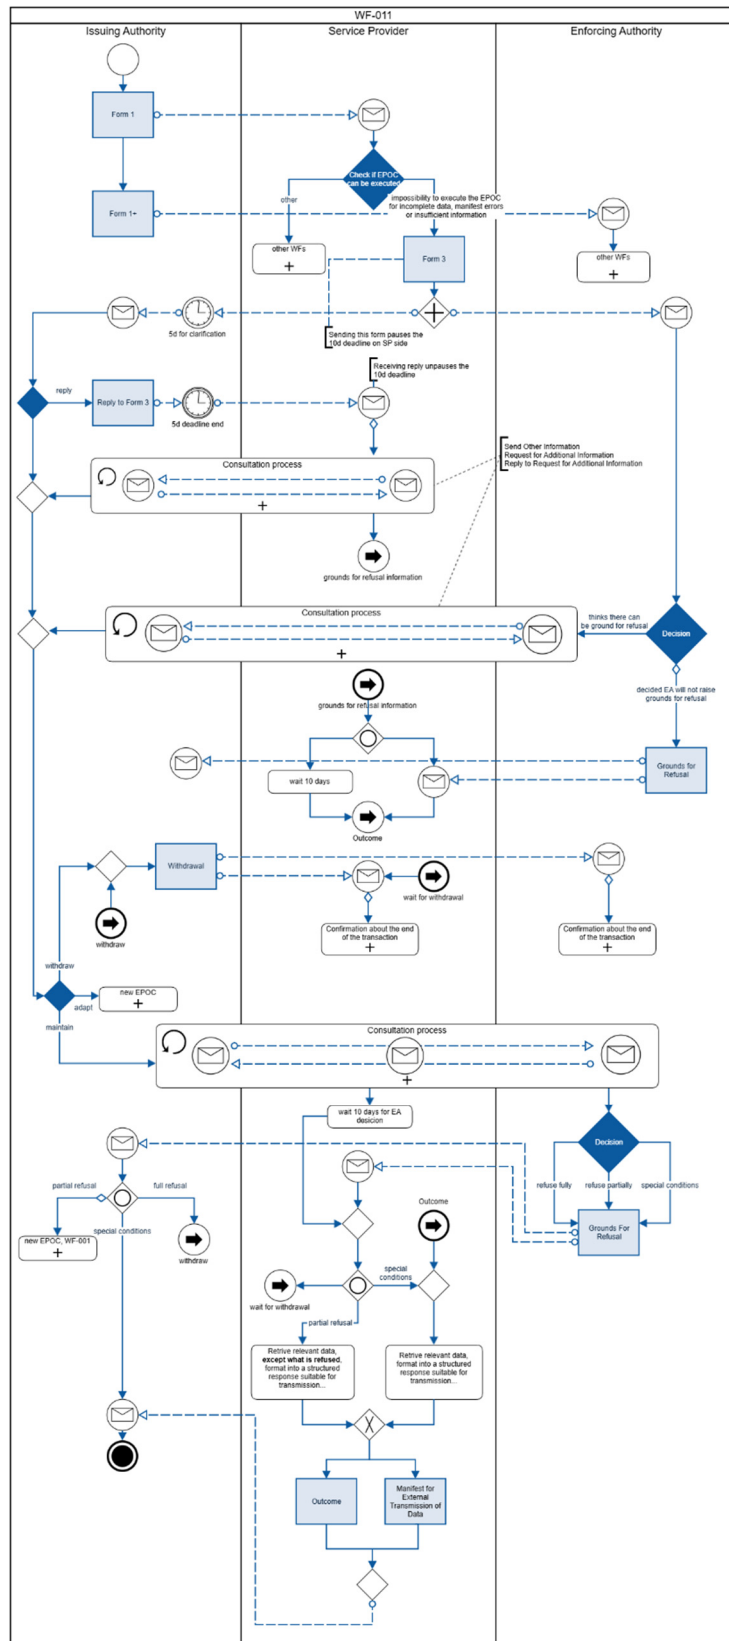 WF-011
Issuing Authority
Service Provider
Enforcing Authority
Form 1
Check if EPOC
can be executed
other
impossibility to execute the EPOC
for incomplete data, manifest errors
or insufficient information
Form 1+
other WFs
Form 3
other WFs
5d for clarification
Sending this form pauses the
10d deadline on SP side
Receiving reply unpauses the
10d deadline
reply
Reply to Form 3
5d deadline end
Send Other Information
Request for Additional Information
Reply to Request for Additional Information
Consultation process
grounds for refusal information
Consultation process
thinks there can
be ground for refusal
Decision
grounds for refusal information
decided EA will not raise
grounds for refusal
wait 10 days
Grounds for
Refusal
Outcome
Withdrawal
wait for withdrawal
withdraw
Confirmation about the end
of the transaction
Confirmation about the end
of the transaction
withdraw
new EPOC
adapt
maintain
Consultation process
wait 10 days for EA
desicion
Decision
partial refusal
full refusal
refuse fully
refuse partially
special conditions
Outcome
special conditions
Grounds For
Refusal
new EPOC, WF-001
withdraw
special
conditions
wait for withdrawal
partial refusal
Retrive relevant data,
except what is refused,
format into a structured
response suitable for
transmission...
Retrive relevant data,
format into a structured
response suitable for
transmission...
Outcome
Manifest for
External
Transmission of
Data